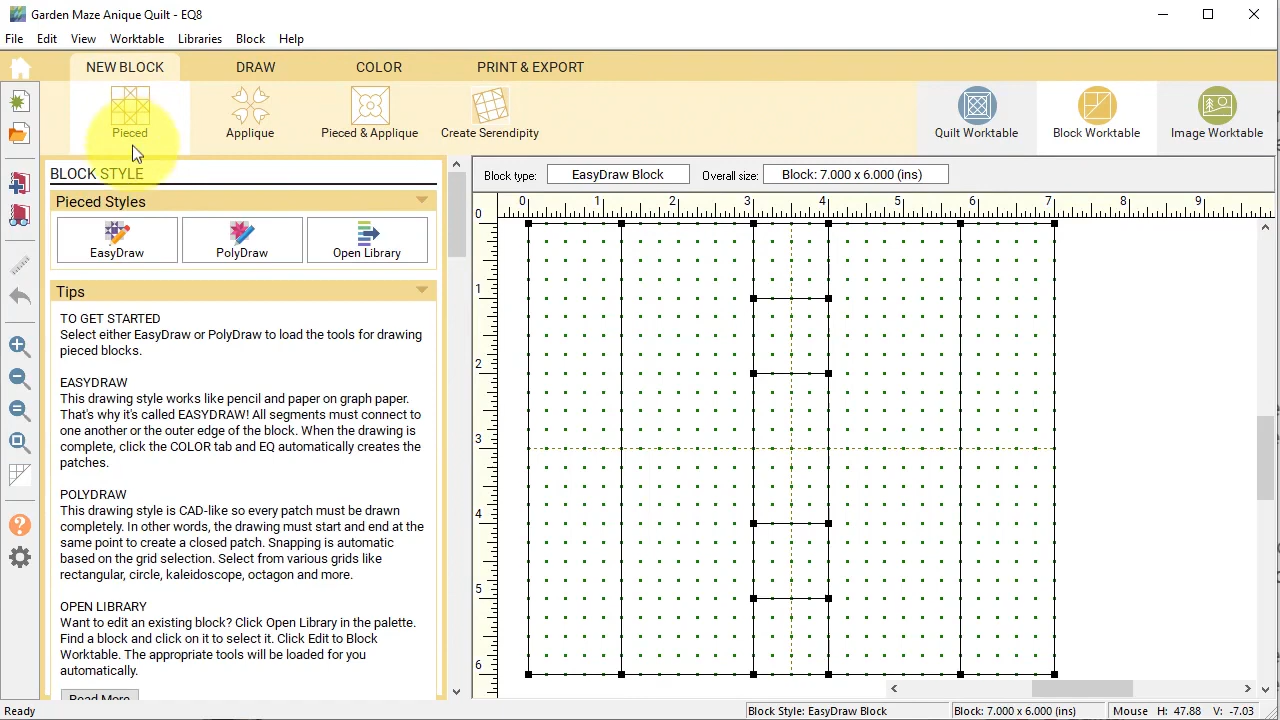 Garden Maze Anique Quilt - EQ8
File Edit View Worktable Libraries Block Help
NEW BLOCK DRAW COLOR PRINT & EXPORT
Pieced Applique Pieced & Applique Create Serendipity Quilt Worktable Block Worktable Image Worktable
BLOCK STYLE
Block type: EasyDraw Block Overall size: Block: 7.000 x 6.000 (ins)
Pieced Styles
EasyDraw PolyDraw Open Library
0 1 2 3 4 5 6 7 8 9
0
1
2
3
4
5
6
Tips
TO GET STARTED
Select either EasyDraw or PolyDraw to load the tools for drawing
pieced blocks.
EASYDRAW
This drawing style works like pencil and paper on graph paper.
That's why it's called EASYDRAW! All segments must connect to
one another or the outer edge of the block. When the drawing is
complete, click the COLOR tab and EQ automatically creates the
patches.
POLYDRAW
This drawing style is CAD-like so every patch must be drawn
completely. In other words, the drawing must start and end at the
same point to create a closed patch. Snapping is automatic
based on the grid selection. Select from various grids like
rectangular, circle, kaleidoscope, octagon and more.
OPEN LIBRARY
Want to edit an existing block? Click Open Library in the palette.
Find a block and click on it to select it. Click Edit to Block
Worktable. The appropriate tools will be loaded for you
automatically.
Read More
Ready Block Style: EasyDraw Block Block: 7.000 x 6.000 (ins) Mouse H: 47.88 V: -7.03